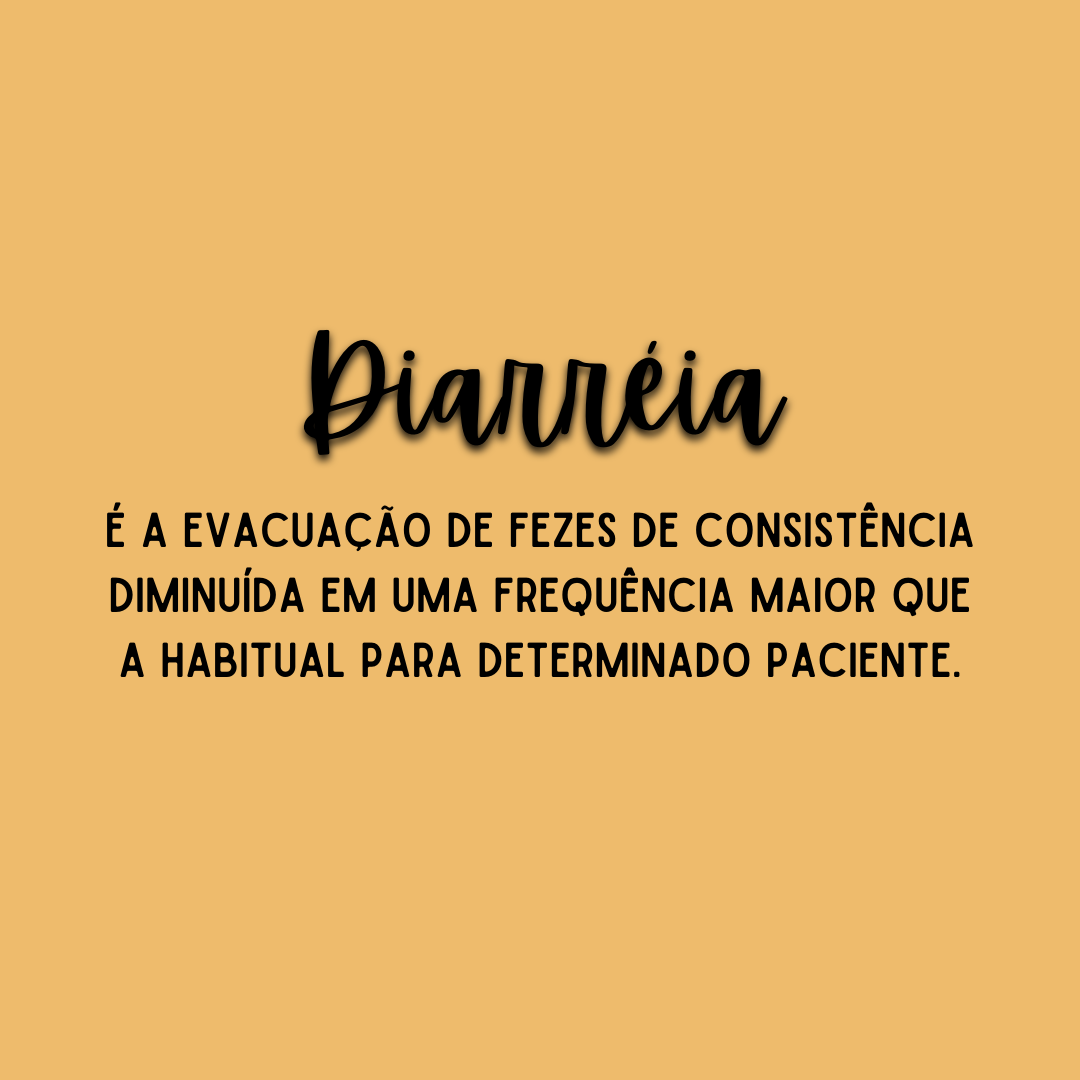 Diarréia
É A EVACUAÇÃO DE FEZES DE CONSISTÊNCIA
DIMINUÍDA EM UMA FREQUÊNCIA MAIOR QUE
A HABITUAL PARA DETERMINADO PACIENTE.